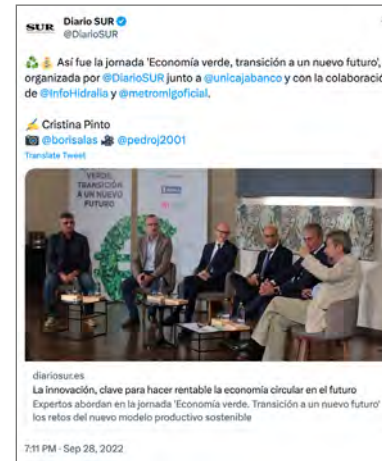 SUR
Diario SUR
@DiarioSUR
Así fue la jornada 'Economía verde, transición a un nuevo futuro',
organizada por @DiarioSUR junto a @unicajabanco y con la colaboració
de @InfoHidralia y @metromlgoficial.
Cristina Pinto
@borisalas @pedroj2001
Translate Tweet
VERDE,
TRANSICIÓN
A UN NUEVO
FUTURO
diariosur.es
La innovación, clave para hacer rentable la economía circular en el futuro
Expertos abordan en la jornada 'Economía verde. Transición a un nuevo futuro'
los retos del nuevo modelo productivo sostenible
7:11 PM · Sep 28, 2022